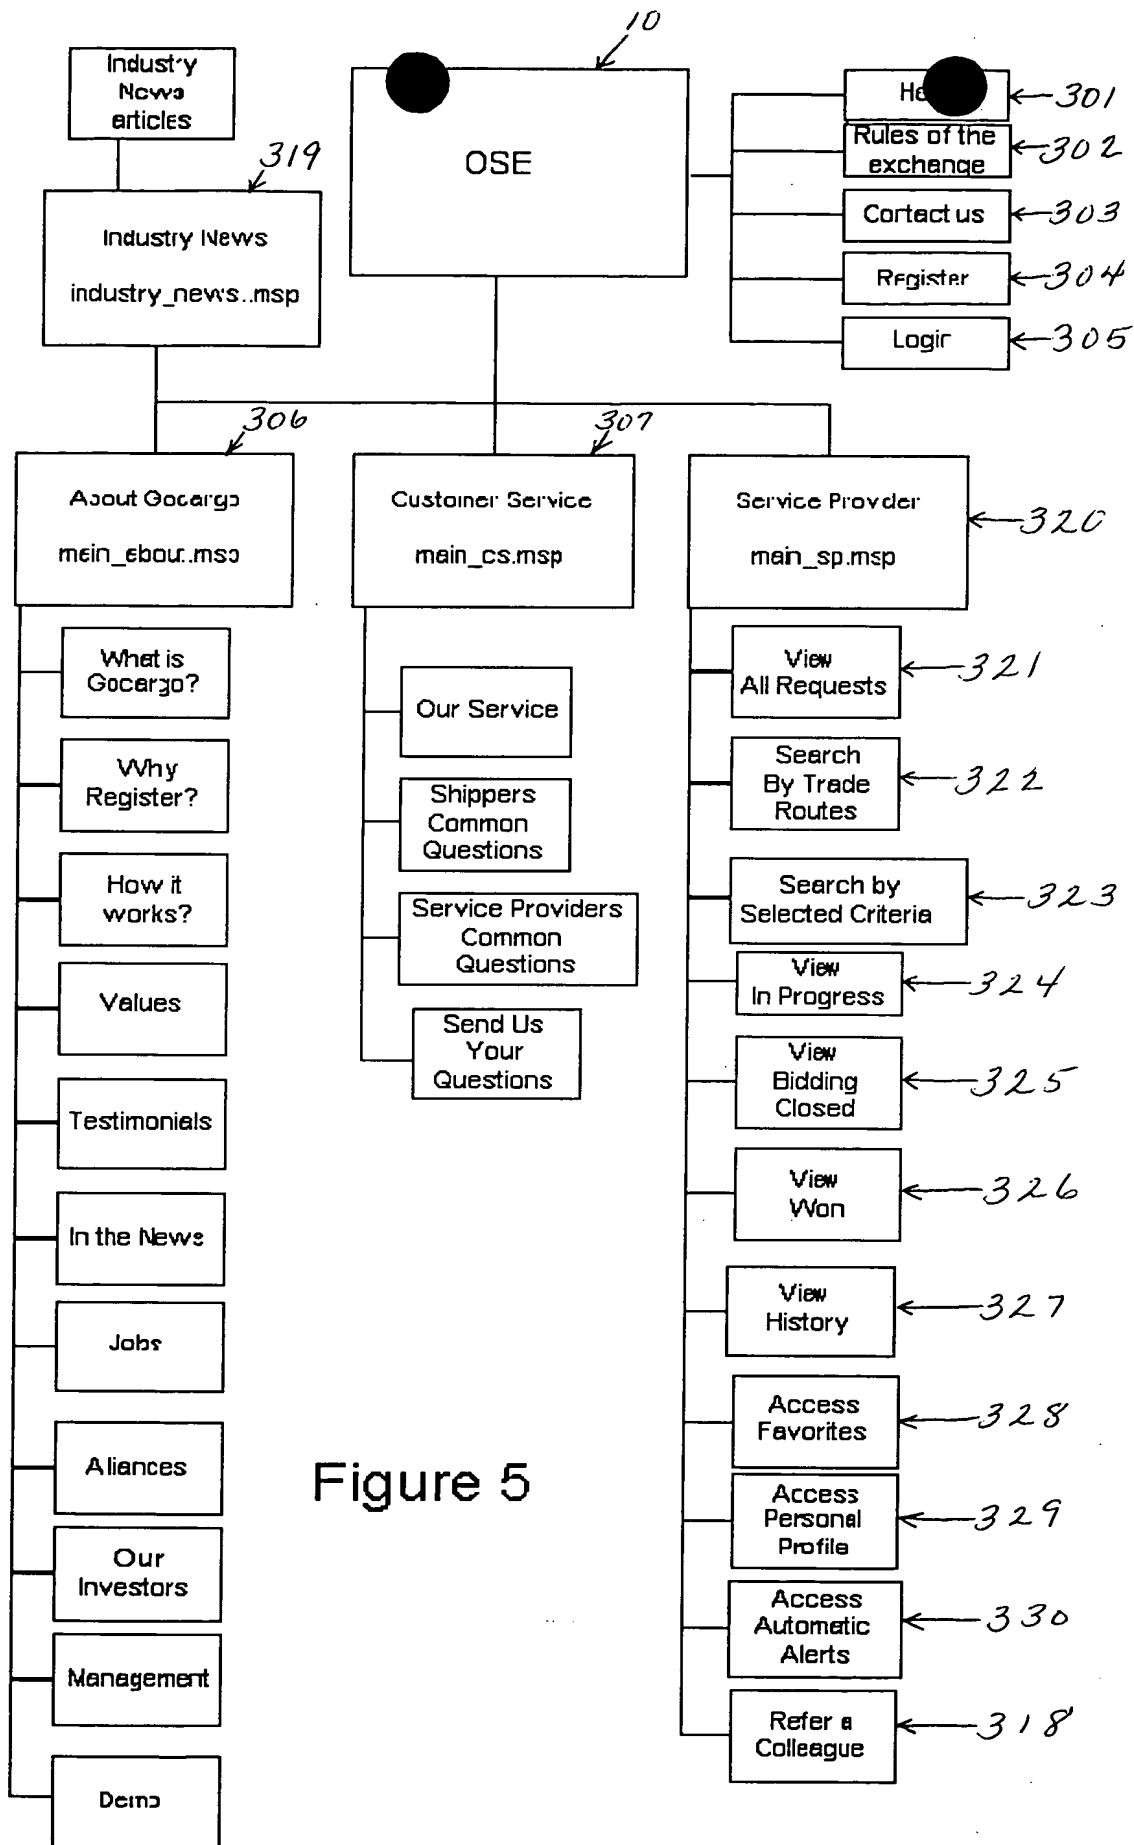 10
Industry
News
articles
319
Industry News
industry_news.msp
OSE
301
Rules of the
exchange
302
Contact us
303
Register
304
Login
305
306
About Gocargo
main_about.msp
307
Customer Service
main_cs.msp
Service Provder
main_sp.msp
320
What is
Gocargo?
Why
Register?
How it
works?
Values
Testimonials
In the News
Jobs
Aliances
Our
Investors
Management
Demo
Our Service
Shippers
Common
Questions
Service Providers
Common
Questions
Send Us
Your
Questions
View
All Requests
321
Search
By Trade
Routes
322
Search by
Selected Criteria
323
View
In Progress
324
View
Bidding
Closed
325
View
Won
326
View
History
327
Access
Favorites
328
Access
Personal
Profile
329
Access
Automatic
Alerts
330
Refer a
Colleague
318
Figure 5